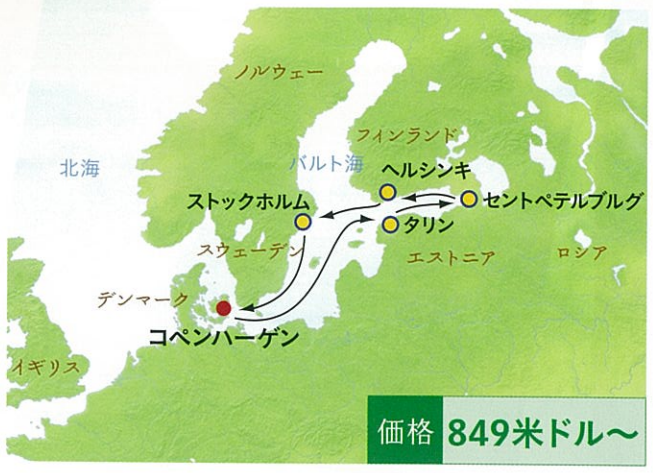 ノルウェー
フィンランド
北海
バルト海
ヘルシンキ
ストックホルム
セントペテルブルグ
タリン
スウェーデン
エストニア
ロシア
デンマーク
コペンハーゲン
イギリス
価格 849米ドル〜